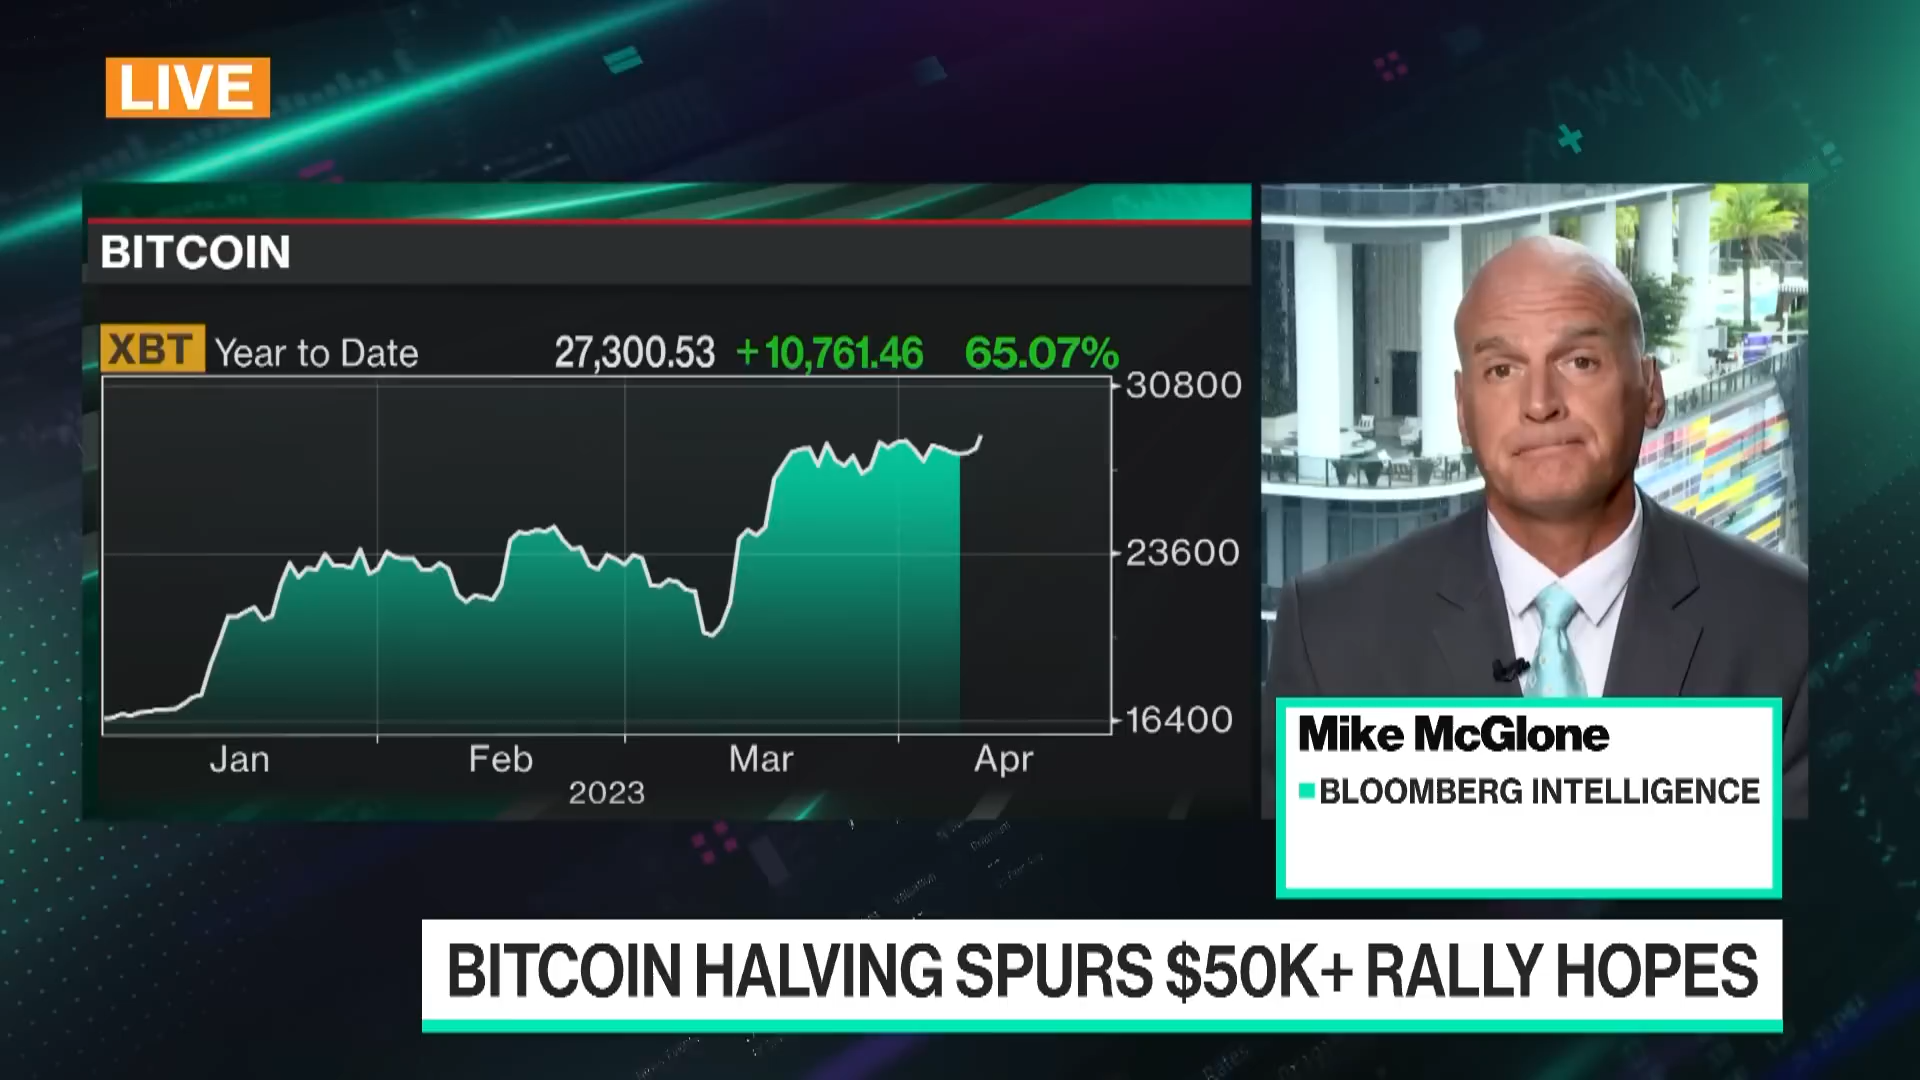 LIVE
BITCOIN
XBT Year to Date 27,300.53 +10,761.46 65.07%
30800
23600
16400
Jan Feb Mar Apr
2023
Mike McGlone
BLOOMBERG INTELLIGENCE
BITCOIN HALVING SPURS $50K+ RALLY HOPES